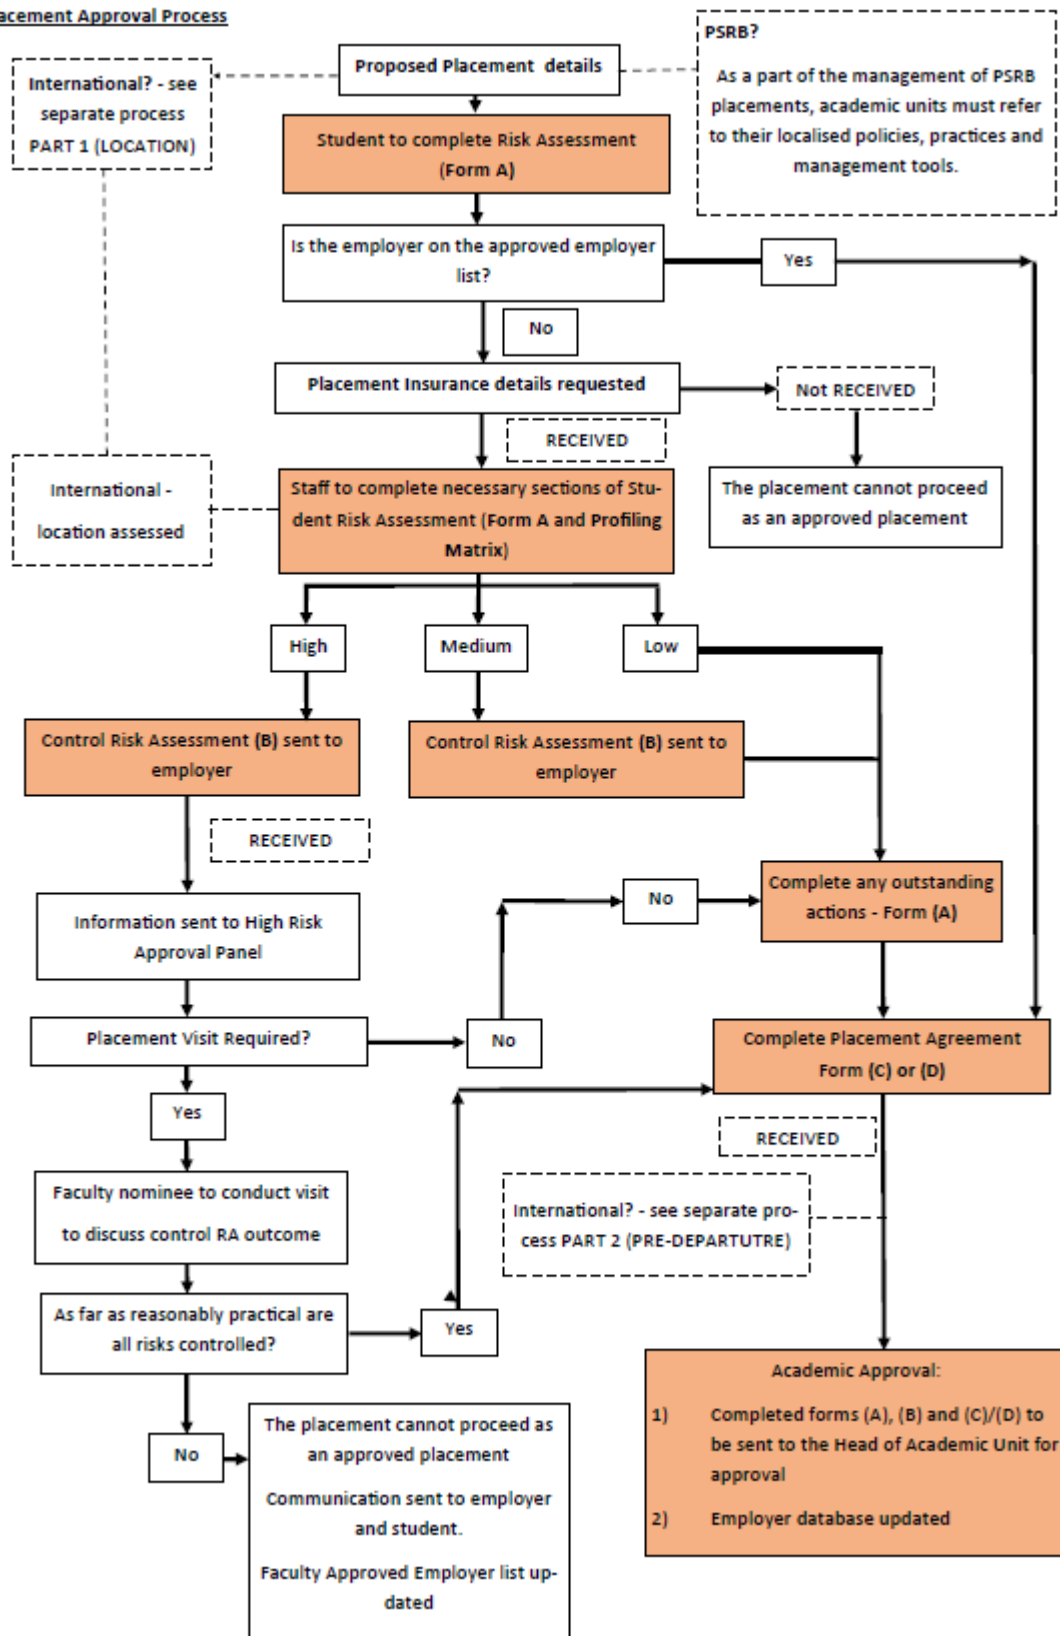 acement Approval Process
PSRB?
As a part of the management of PSRB
placements, academic units must refer
to their localised policies, practices and
management tools.
Proposed Placement details
International? - see
separate process
PART 1 (LOCATION)
Student to complete Risk Assessment
(Form A)
Is the employer on the approved employer
list?
Yes
No
Placement Insurance details requested
Not RECEIVED
RECEIVED
The placement cannot proceed
as an approved placement
International -
location assessed
Staff to complete necessary sections of Stu-
dent Risk Assessment (Form A and Profiling
Matrix)
High
Medium
Low
Control Risk Assessment (B) sent to
employer
Control Risk Assessment (B) sent to
employer
RECEIVED
No
Complete any outstanding
actions - Form (A)
Information sent to High Risk
Approval Panel
Placement Visit Required?
No
Complete Placement Agreement
Form (C) or (D)
Yes
RECEIVED
Faculty nominee to conduct visit
to discuss control RA outcome
International? - see separate pro-
cess PART 2 (PRE-DEPARTUTRE)
As far as reasonably practical are
all risks controlled?
Yes
No
The placement cannot proceed as
an approved placement
Communication sent to employer
and student.
Faculty Approved Employer list up-
dated
Academic Approval:
1) Completed forms (A), (B) and (C)/(D) to
be sent to the Head of Academic Unit for
approval
2) Employer database updated